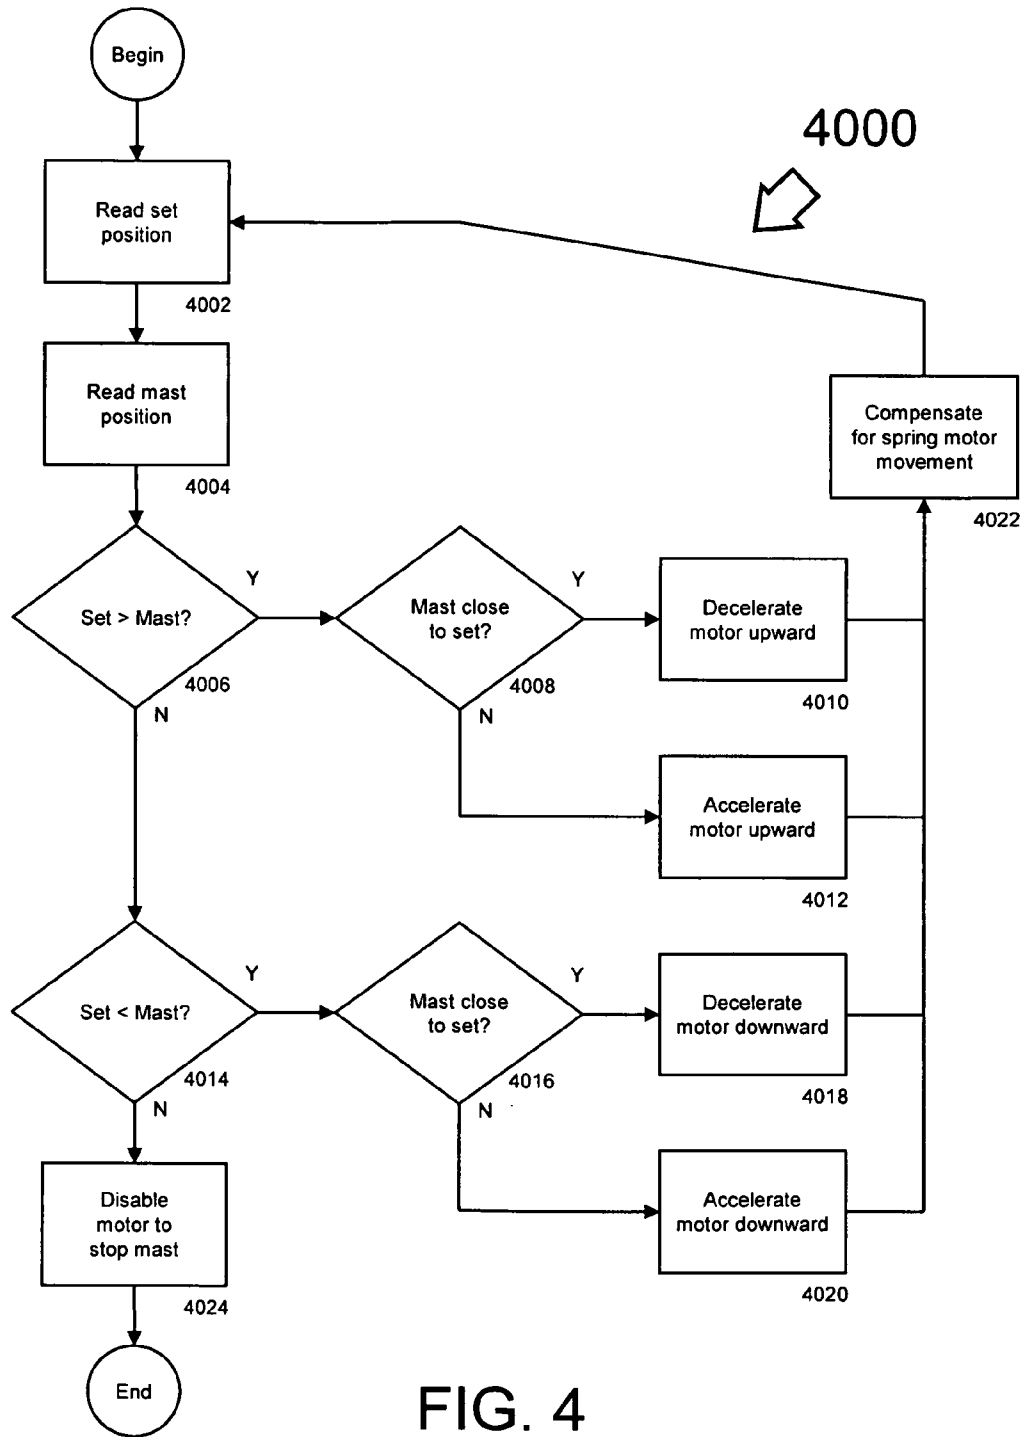 Begin
4000
Read set
position
4002
Read mast
position
4004
Compensate
for spring motor
movement
4022
Set > Mast?
Y
4006
N
Mast close
to set?
Y
4008
N
Decelerate
motor upward
4010
Accelerate
motor upward
4012
Set < Mast?
Y
4014
N
Mast close
to set?
Y
4016
N
Decelerate
motor downward
4018
Accelerate
motor downward
4020
Disable
motor to
stop mast
4024
End
FIG. 4